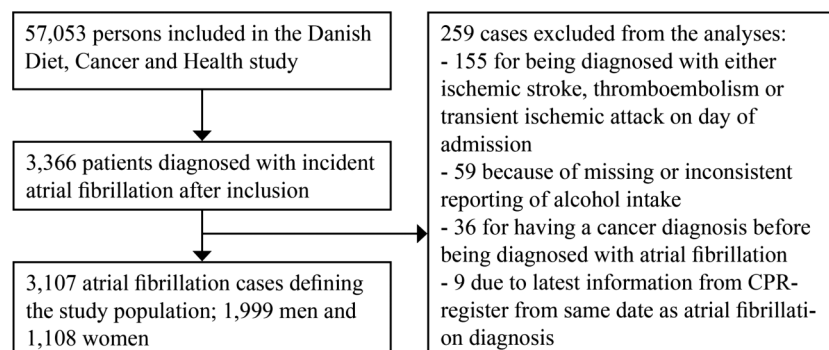 57,053 persons included in the Danish
Diet, Cancer and Health study
3,366 patients diagnosed with incident
atrial fibrillation after inclusion
3,107 atrial fibrillation cases defining
the study population; 1,999 men and
1,108 women
259 cases excluded from the analyses:
- 155 for being diagnosed with either
ischemic stroke, thromboembolism or
transient ischemic attack on day of
admission
- 59 because of missing or inconsistent
reporting of alcohol intake
- 36 for having a cancer diagnosis before
being diagnosed with atrial fibrillation
- 9 due to latest information from CPR-
register from same date as atrial fibrillati-
on diagnosis